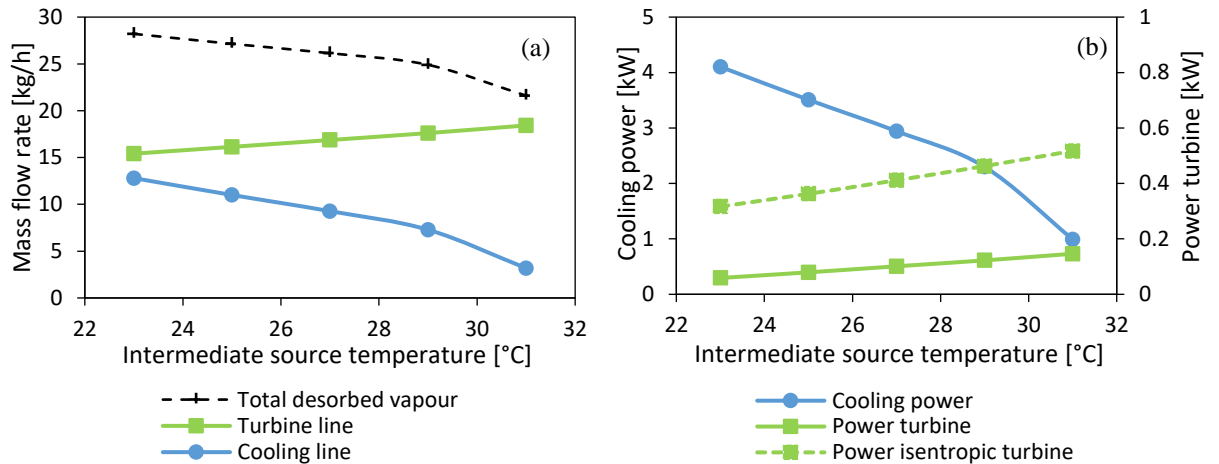 (a)
Mass flow rate [kg/h]
30
25
20
15
10
5
0
22 24 26 28 30 32
Intermediate source temperature [°C]
Total desorbed vapour
Turbine line
Cooling line
(b)
Cooling power [kW]
5
4
3
2
1
0
Power turbine [kW]
1
0.8
0.6
0.4
0.2
0
22 24 26 28 30 32
Intermediate source temperature [°C]
Cooling power
Power turbine
Power isentropic turbine